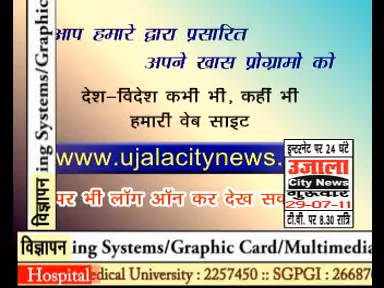 आप हमारे द्वारा प्रसारित
अपने खास प्रोग्रामो को
देश-विदेश कभी भी, कहीं भी
हमारी वेब साइट
www.ujalacitynews.
पर भी लॉग ऑन कर देख सक
इन्टरनेट पर 24 घंटे
उजाला
City News
गुरूवार
29-07-11
टी.वी. पर 8.30 रात्रि
विज्ञापन ing Systems/Graphic
विज्ञापन ing Systems/Graphic Card/Multimedia
Hospital edical University : 2257450 :: SGPGI : 26687